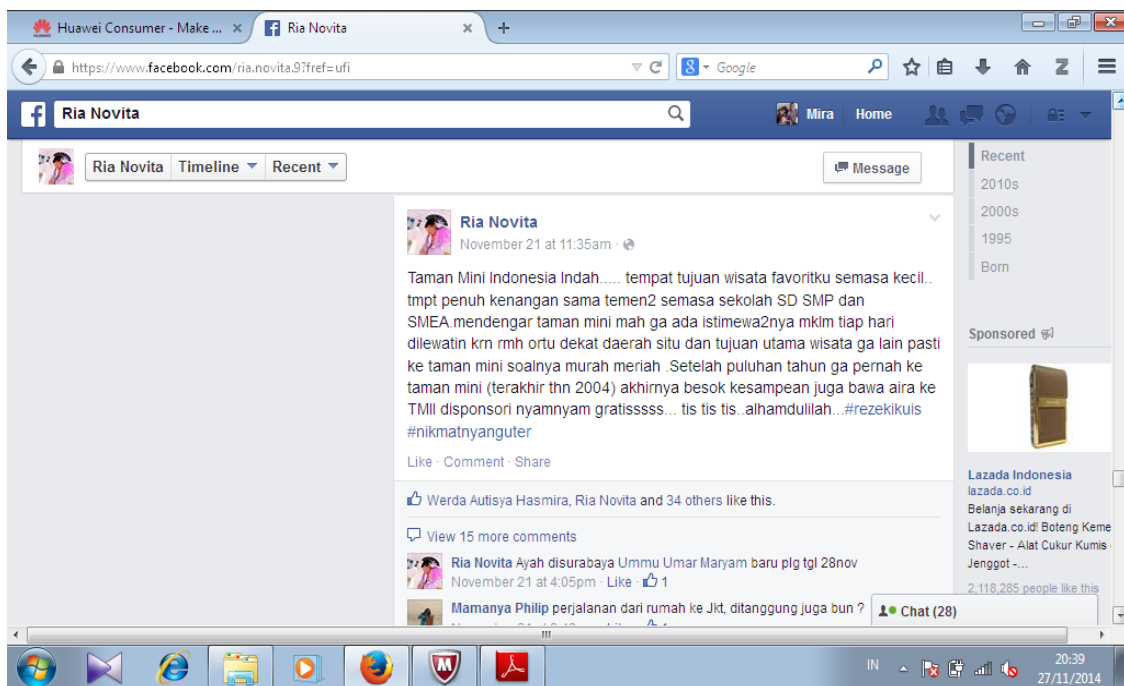 Huawei Consumer - Make ...
Ria Novita
https://www.facebook.com/ria.novita.9?fref=ufi
Google
Ria Novita
Mira
Home
Ria Novita
Timeline
Recent
Message
Recent
2010s
2000s
1995
Born
Ria Novita
November 21 at 11:35am ·
Taman Mini Indonesia Indah..... tempat tujuan wisata favoritku semasa kecil..
tmpt penuh kenangan sama temen2 semasa sekolah SD SMP dan
SMEA.mendengar taman mini mah ga ada istimewa2nya mklm tiap hari
dilewatin krn rmh ortu dekat daerah situ dan tujuan utama wisata ga lain pasti
ke taman mini soalnya murah meriah .Setelah puluhan tahun ga pernah ke
taman mini (terakhir thn 2004) akhirnya besok kesampean juga bawa aira ke
TMII disponsori nyamnyam gratisssss... tis tis tis..alhamdulilah...#rezekikuis
#nikmatnyanguter
Like · Comment · Share
Werda Autisya Hasmira, Ria Novita and 34 others like this.
View 15 more comments
Ria Novita Ayah disurabaya Ummu Umar Maryam baru plg tgl 28nov
November 21 at 4:05pm · Like · 1
Mamanya Philip perjalanan dari rumah ke Jkt, ditanggung juga bun ?
Sponsored
Lazada Indonesia
lazada.co.id
Belanja sekarang di
Lazada.co.id! Boteng Keme
Shaver - Alat Cukur Kumis
Jenggot -...
2,118,285 people like this
Chat (28)
IN
20:39
27/11/2014